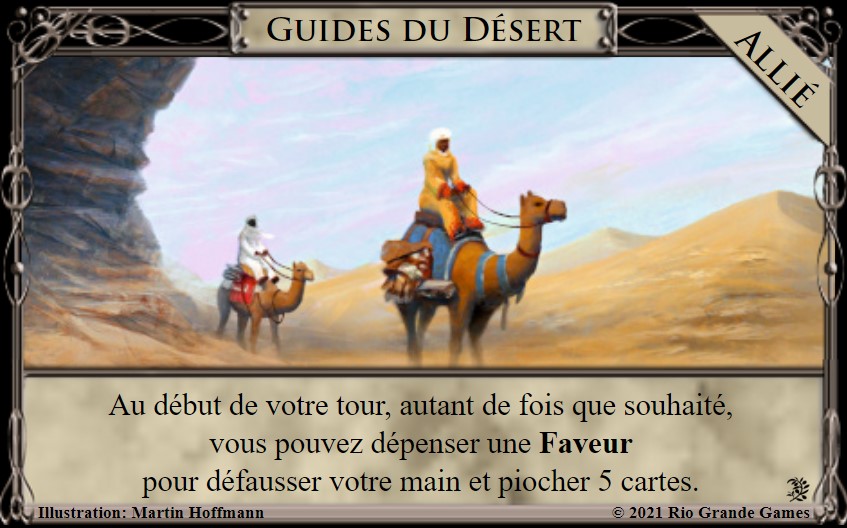 Guides du Désert
Allié
Au début de votre tour, autant de fois que souhaité,
vous pouvez dépenser une Faveur
pour défausser votre main et piocher 5 cartes.
Illustration: Martin Hoffmann
© 2021 Rio Grande Games